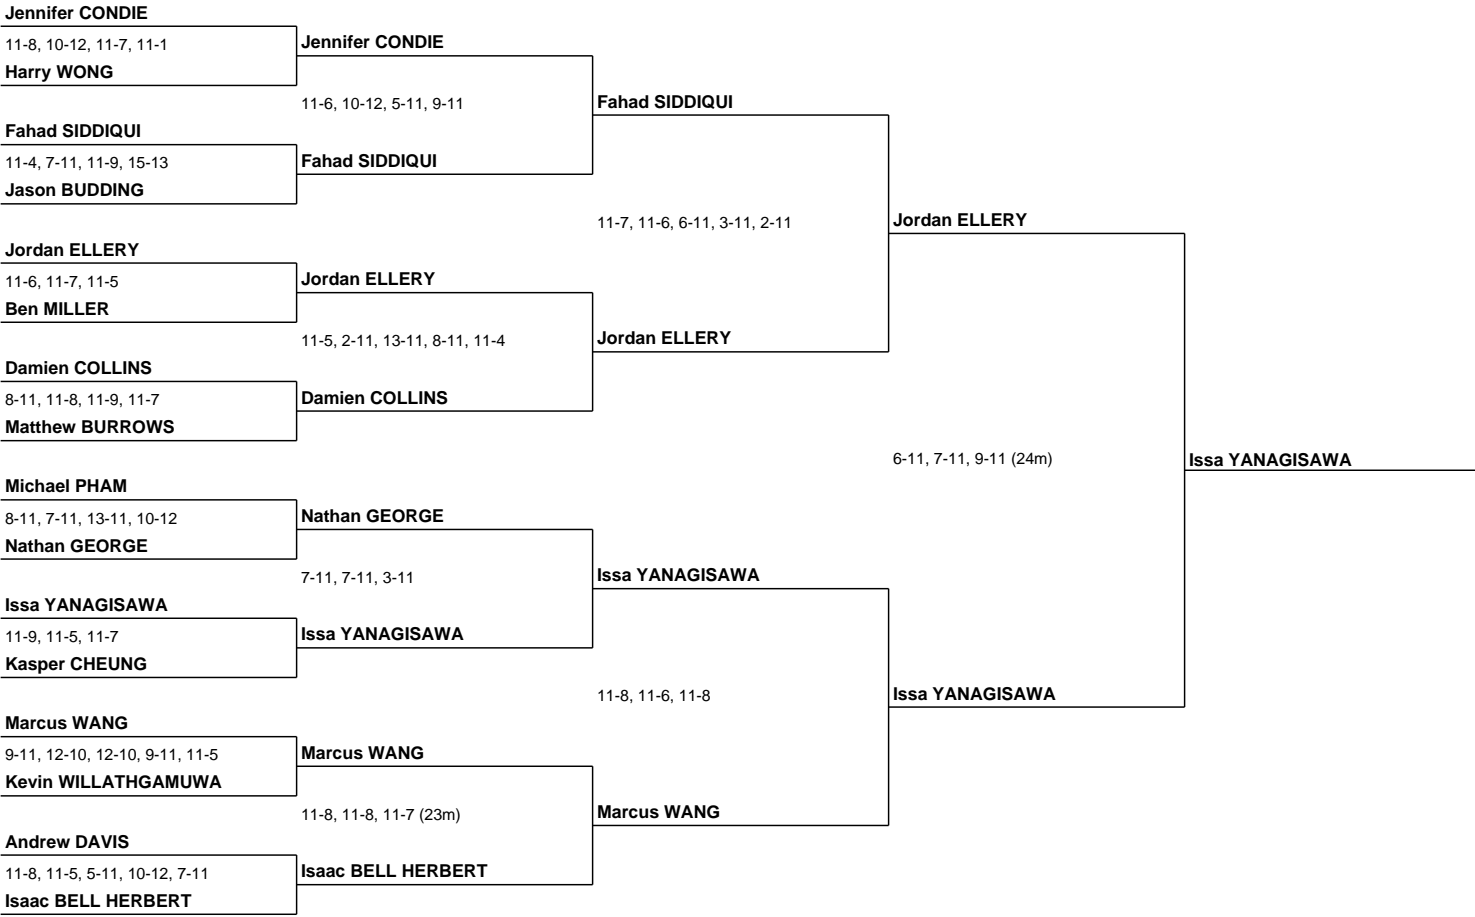 Jennifer CONDIE
11-8, 10-12, 11-7, 11-1
Harry WONG
Fahad SIDDIQUI
11-4, 7-11, 11-9, 15-13
Jason BUDDING
Jordan ELLERY
11-6, 11-7, 11-5
Ben MILLER
Damien COLLINS
8-11, 11-8, 11-9, 11-7
Matthew BURROWS
Michael PHAM
8-11, 7-11, 13-11, 10-12
Nathan GEORGE
Issa YANAGISAWA
11-9, 11-5, 11-7
Kasper CHEUNG
Marcus WANG
9-11, 12-10, 12-10, 9-11, 11-5
Kevin WILLATHGAMUWA
Andrew DAVIS
11-8, 11-5, 5-11, 10-12, 7-11
Isaac BELL HERBERT
Jennifer CONDIE
11-6, 10-12, 5-11, 9-11
Fahad SIDDIQUI
Jordan ELLERY
11-5, 2-11, 13-11, 8-11, 11-4
Damien COLLINS
Nathan GEORGE
7-11, 7-11, 3-11
Issa YANAGISAWA
Marcus WANG
11-8, 11-8, 11-7 (23m)
Isaac BELL HERBERT
Fahad SIDDIQUI
11-7, 11-6, 6-11, 3-11, 2-11
Jordan ELLERY
Issa YANAGISAWA
11-8, 11-6, 11-8
Marcus WANG
Jordan ELLERY
6-11, 7-11, 9-11 (24m)
Issa YANAGISAWA
Issa YANAGISAWA